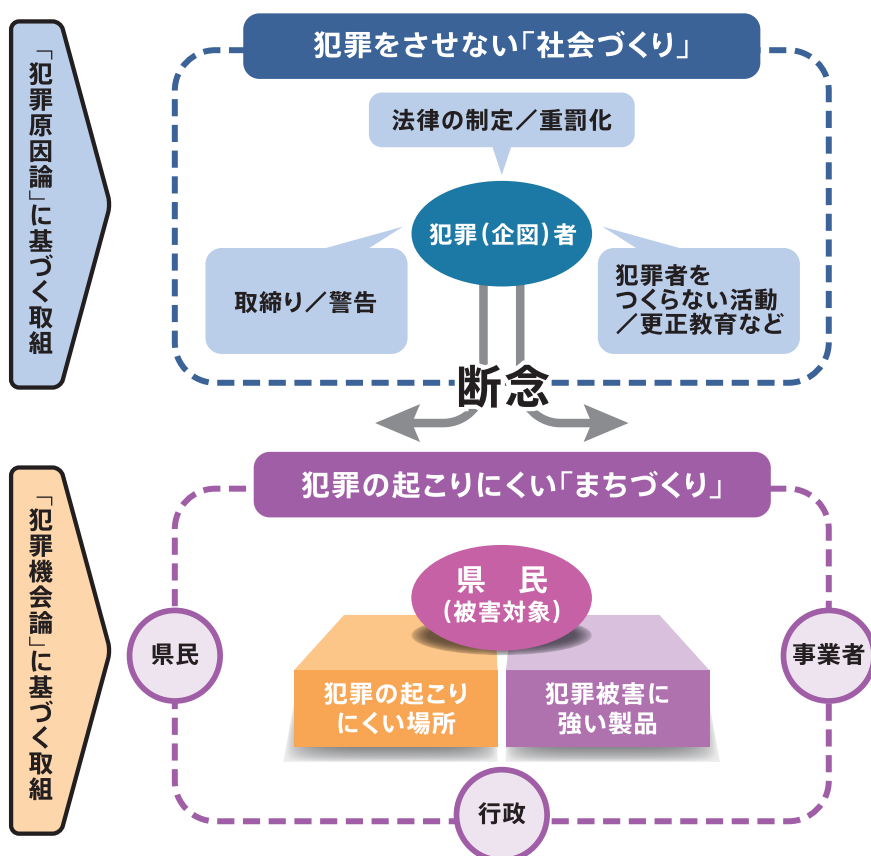 「犯罪原因論」に基づく取組
犯罪をさせない「社会づくり」
法律の制定／重罰化
犯罪（企図）者
取締り／警告
犯罪者を
つくらない活動
／更正教育など
断念
「犯罪機会論」に基づく取組
犯罪の起こりにくい「まちづくり」
県　民
（被害対象）
県民
事業者
犯罪の起こり
にくい場所
犯罪被害に
強い製品
行政